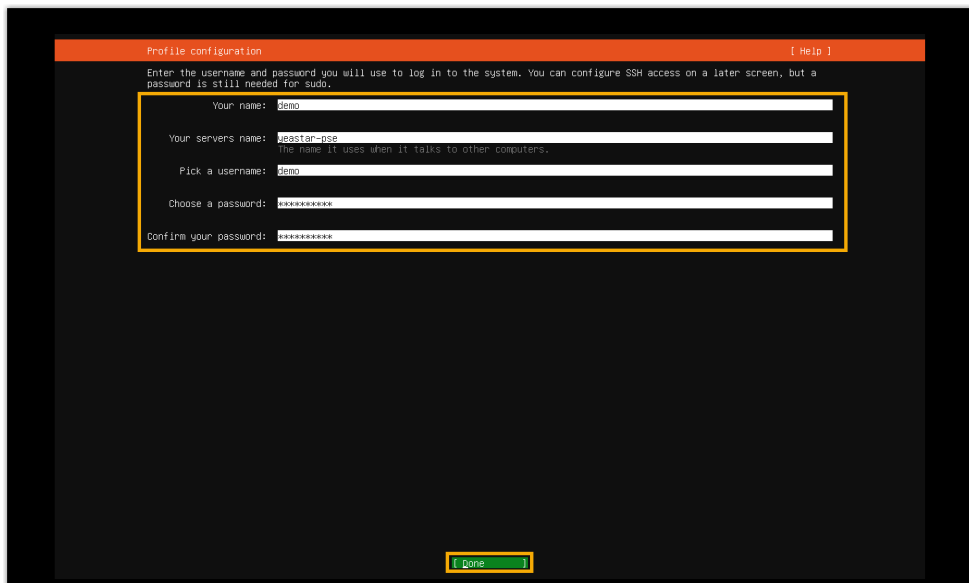 Profile configuration [ Help ]
Enter the username and password you will use to log in to the system. You can configure SSH access on a later screen, but a
password is still needed for sudo.
Your name: demo
Your servers name: yeastar-pse
The name it uses when it talks to other computers.
Pick a username: demo
Choose a password: **********
Confirm your password: **********
[ Done ]